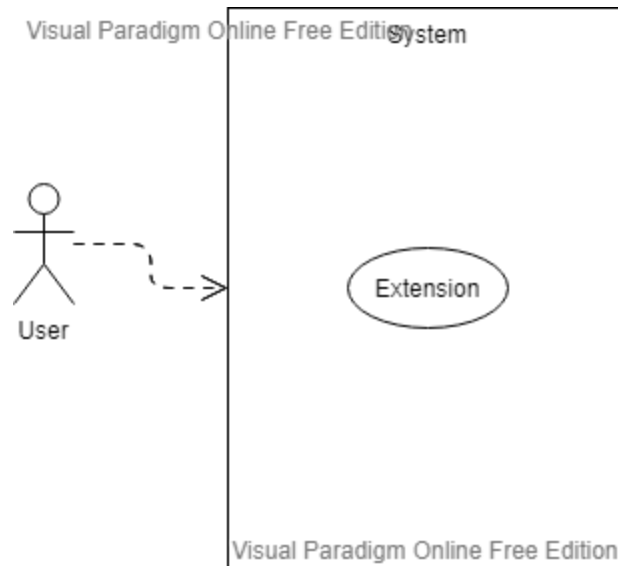 Visual Paradigm Online Free Edition
System
Extension
User
Visual Paradigm Online Free Edition